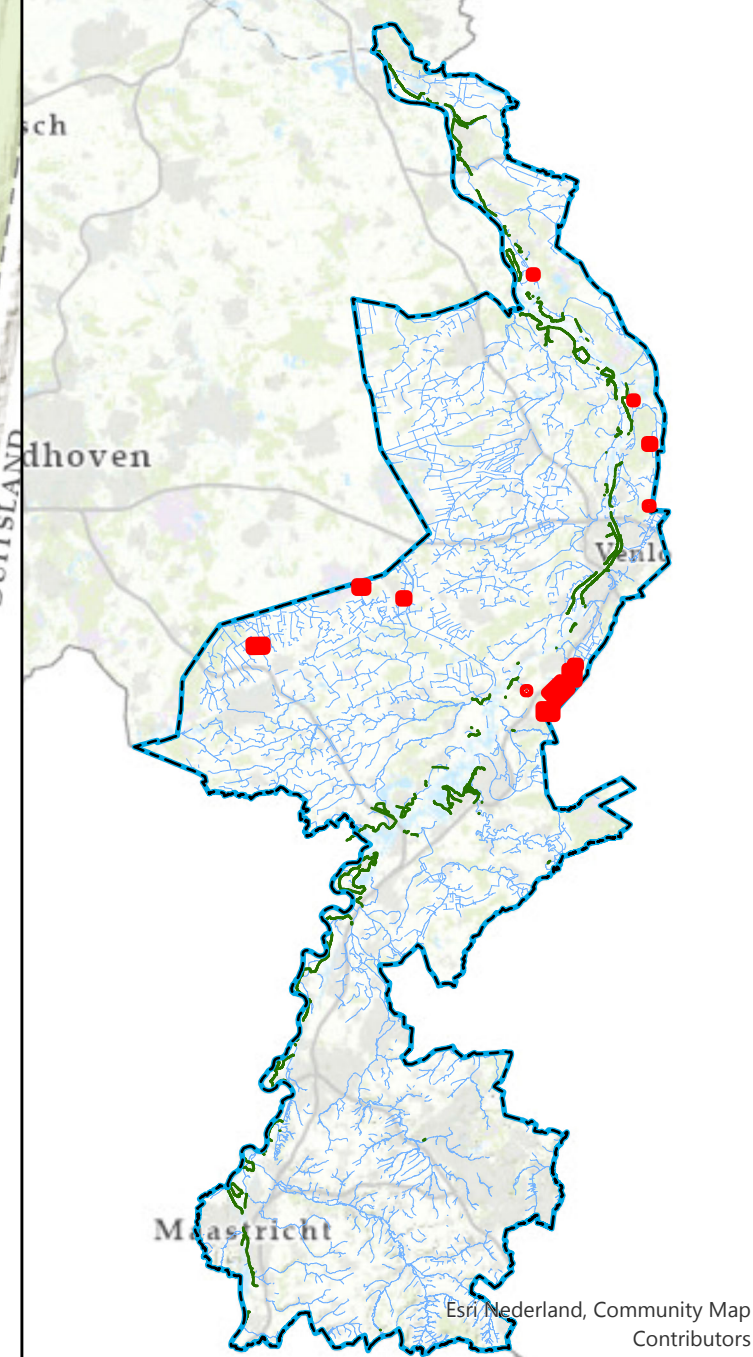 sch
dhoven
Venlo
Maastricht
Esri Nederland, Community Map
Contributors